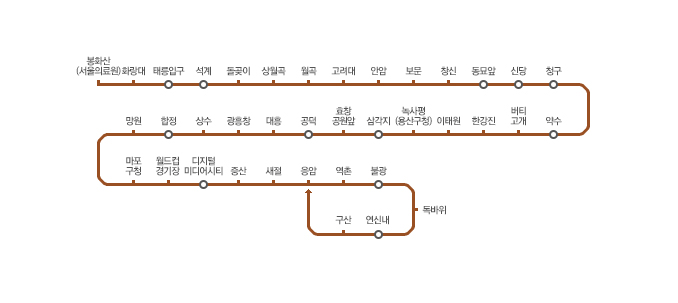 봉화산
(서울의료원) 화랑대 태릉입구 석계 돌곶이 상월곡 월곡 고려대 안암 보문 창신 동묘앞 신당 청구
효창 녹사평 버티
망원 합정 상수 광흥창 대흥 공덕 공원앞 삼각지 (용산구청) 이태원 한강진 고개 약수
마포 월드컵 디지털
구청 경기장 미디어시티 증산 새절 응암 역촌 불광
독바위
구산 연신내